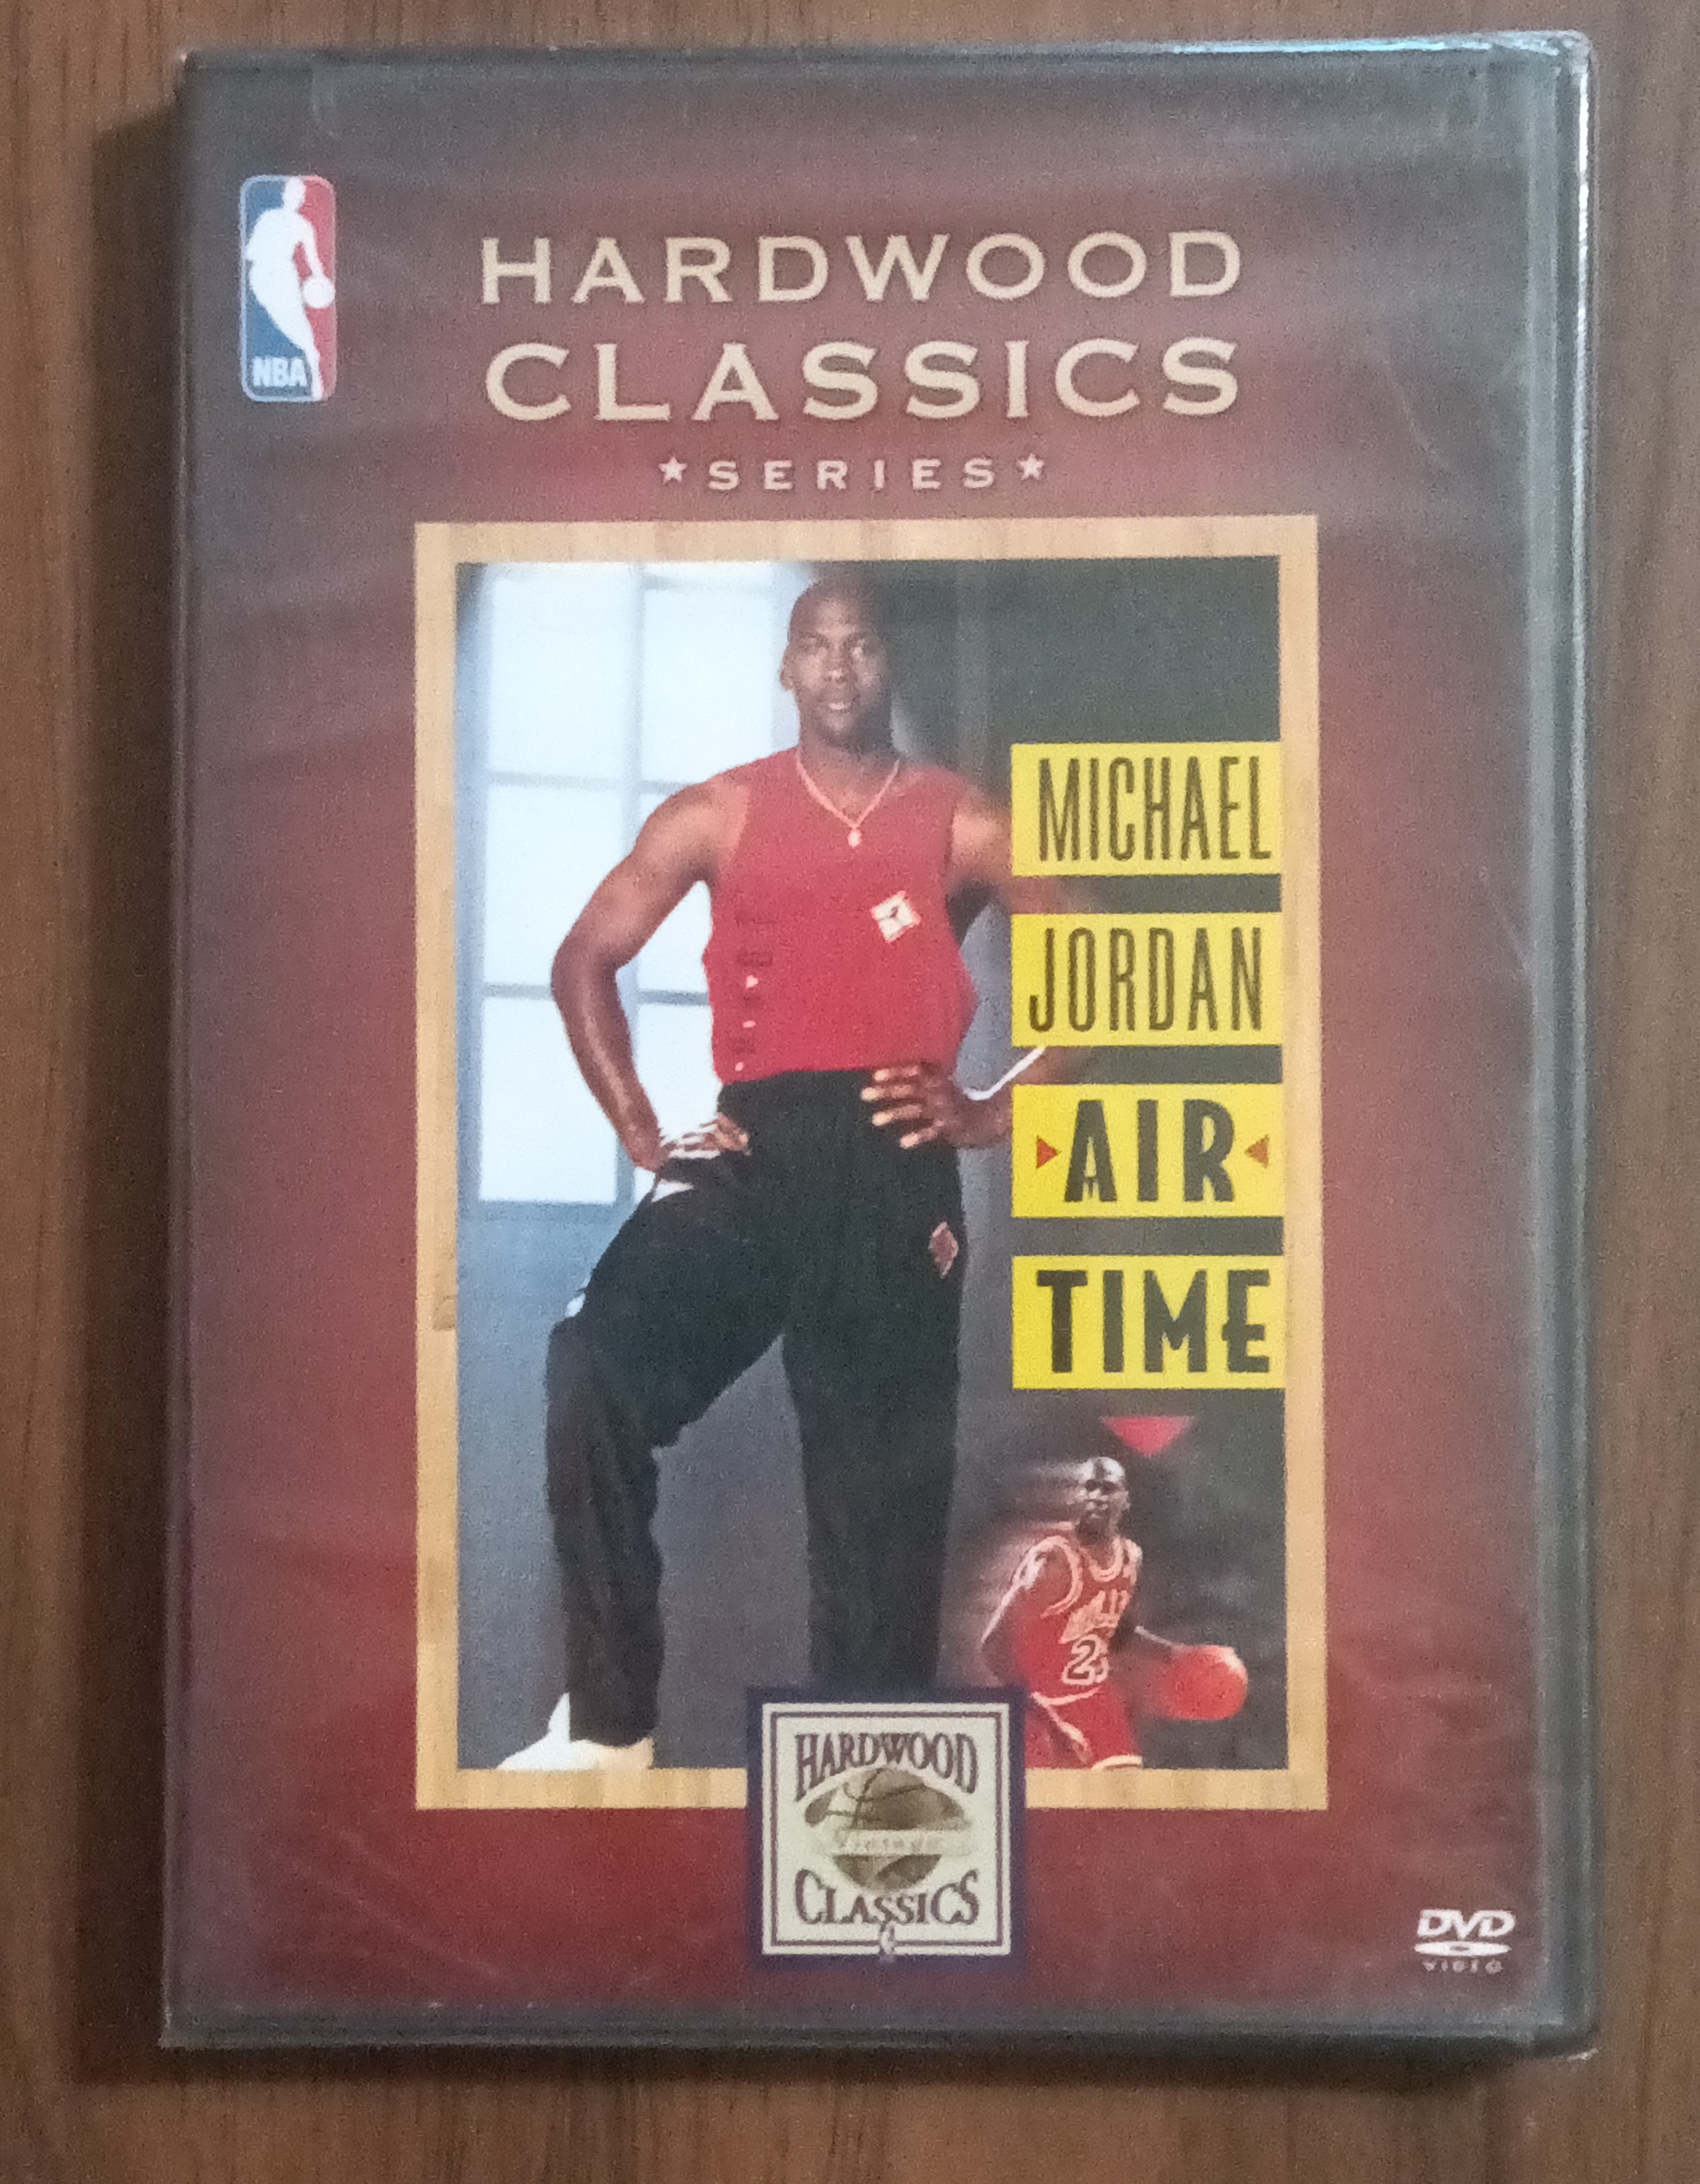 NBA
HARDWOOD
CLASSICS
★SERIES★
MICHAEL
JORDAN
AIR
TIME
HARDWOOD
CLASSICS
DVD
VIDEO